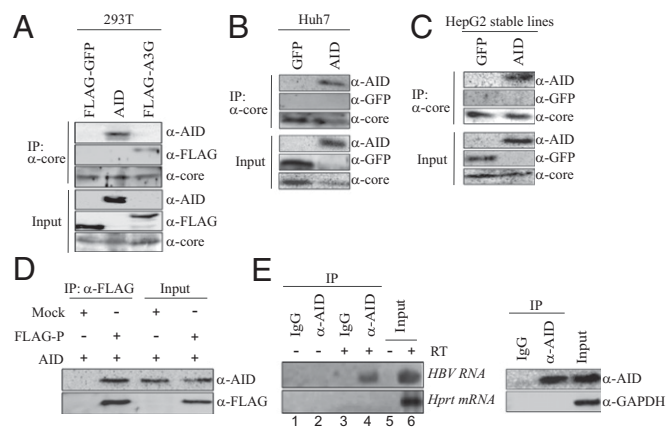 A
293T
FLAG-GFP
AID
FLAG-A3G
IP:
α-core
α-AID
α-FLAG
α-core
Input
α-AID
α-FLAG
α-core
B
Huh7
GFP
AID
IP:
α-core
α-AID
α-GFP
α-core
Input
α-AID
α-GFP
α-core
C
HepG2 stable lines
GFP
AID
IP:
α-core
α-AID
α-GFP
α-core
Input
α-AID
α-GFP
α-core
D
IP: α-FLAG
Input
Mock + - + -
FLAG-P - + - +
AID + + + +
α-AID
α-FLAG
E
IP
IgG
α-AID
IgG
α-AID
Input
- - + + - + RT
HBV RNA
Hprt mRNA
1 2 3 4 5 6
IP
IgG
α-AID
Input
α-AID
α-GAPDH